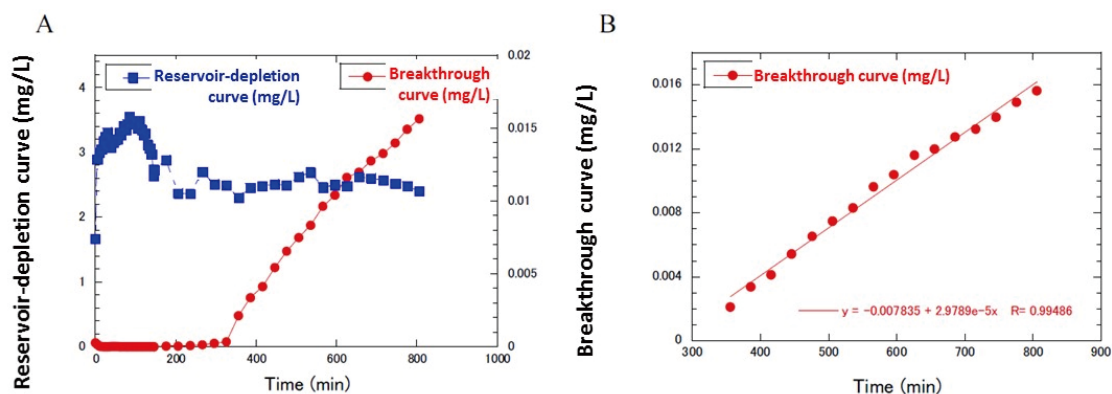 A
Reservoir-depletion curve (mg/L)
Reservoir-depletion
curve (mg/L)
Breakthrough
curve (mg/L)
4
3
2
1
0
0.02
0.015
0.01
0.005
0
0
200
400
600
800
1000
Time (min)
B
Breakthrough curve (mg/L)
Breakthrough curve (mg/L)
0.016
0.012
0.008
0.004
0
y = -0.007835 + 2.9789e-5x R= 0.99486
300
400
500
600
700
800
900
Time (min)